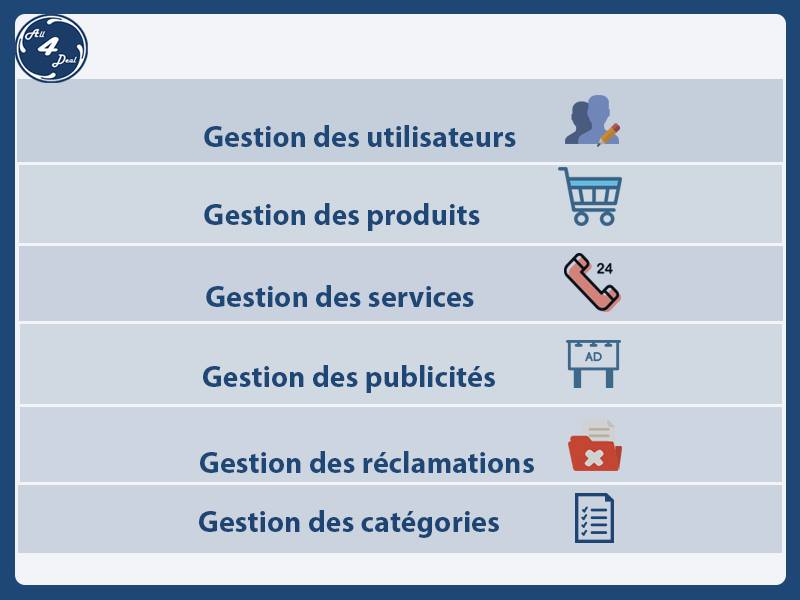 All
4
Deal
Gestion des utilisateurs
Gestion des produits
24
Gestion des services
AD
Gestion des publicités
Gestion des réclamations
Gestion des catégories